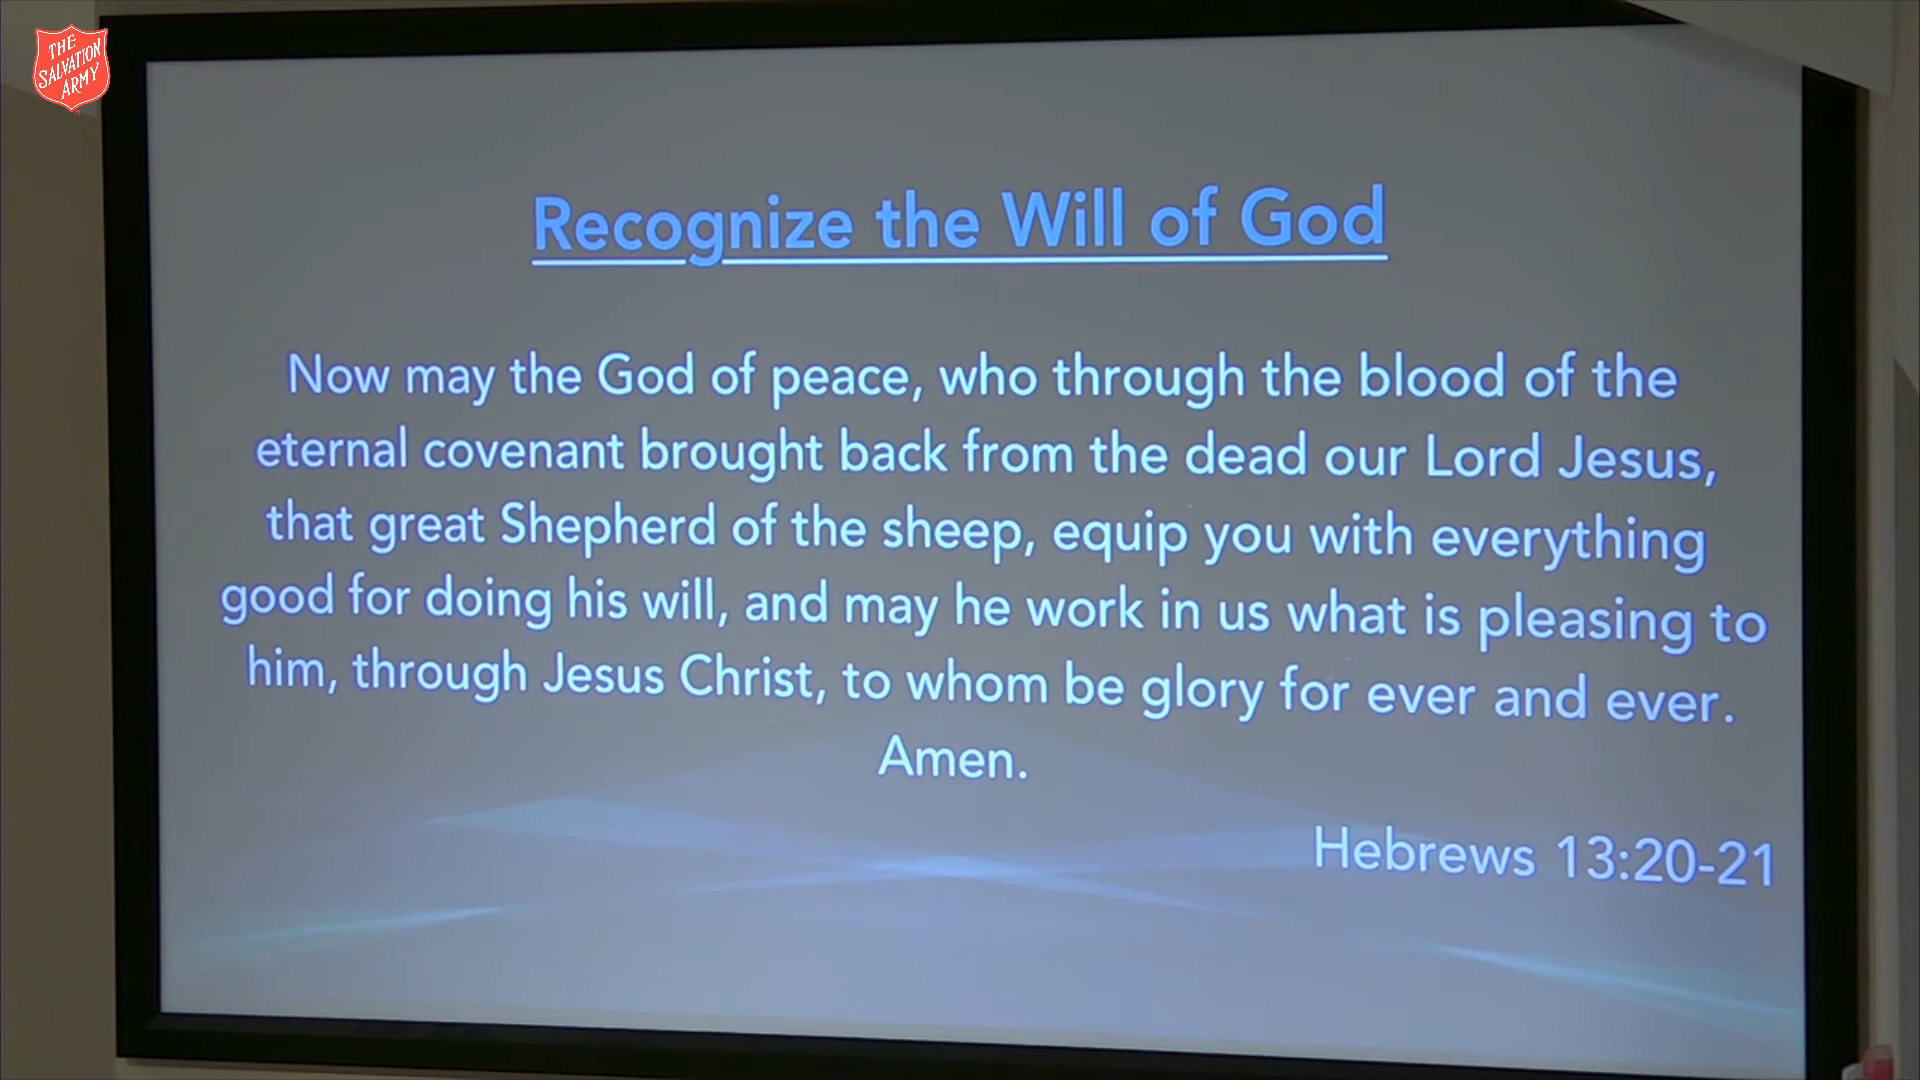 THE
SALVATION
ARMY
Recognize the Will of God
Now may the God of peace, who through the blood of the
eternal covenant brought back from the dead our Lord Jesus,
that great Shepherd of the sheep, equip you with everything
good for doing his will, and may he work in us what is pleasing to
him, through Jesus Christ, to whom be glory for ever and ever.
Amen.
Hebrews 13:20-21